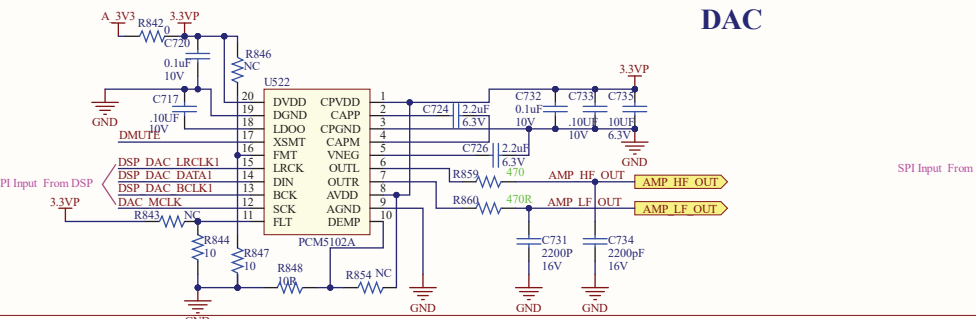 DAC
A_3V3
3.3VP
R842
0
C720
0.1uF
10V
R846
NC
U522
C717
.10UF
10V
GND
DMUTE
DSP_DAC_LRCLK1
DSP_DAC_DATA1
DSP_DAC_BCLK1
DAC_MCLK
PI Input From DSP
3.3VP
R843
NC
R844
10
R847
10
R848
10R
R854 NC
GND
20 DVDD CPVDD 1
19 DGND CAPP 2
18 LDOO CPGND 3
17 XSMT CAPM 4
16 FMT VNEG 5
15 LRCK OUTL 6
14 DIN OUTR 7
13 BCK AVDD 8
12 SCK AGND 9
11 FLT DEMP 10
PCM5102A
C724
2.2uF
6.3V
C726
2.2uF
6.3V
R859
470
R860
470R
GND
3.3VP
C732
0.1uF
10V
C733
.10UF
10V
C735
10UF
6.3V
GND
AMP_HF_OUT
AMP_HF_OUT
AMP_LF_OUT
AMP_LF_OUT
C731
2200P
16V
C734
2200pF
16V
GND
GND
SPI Input From